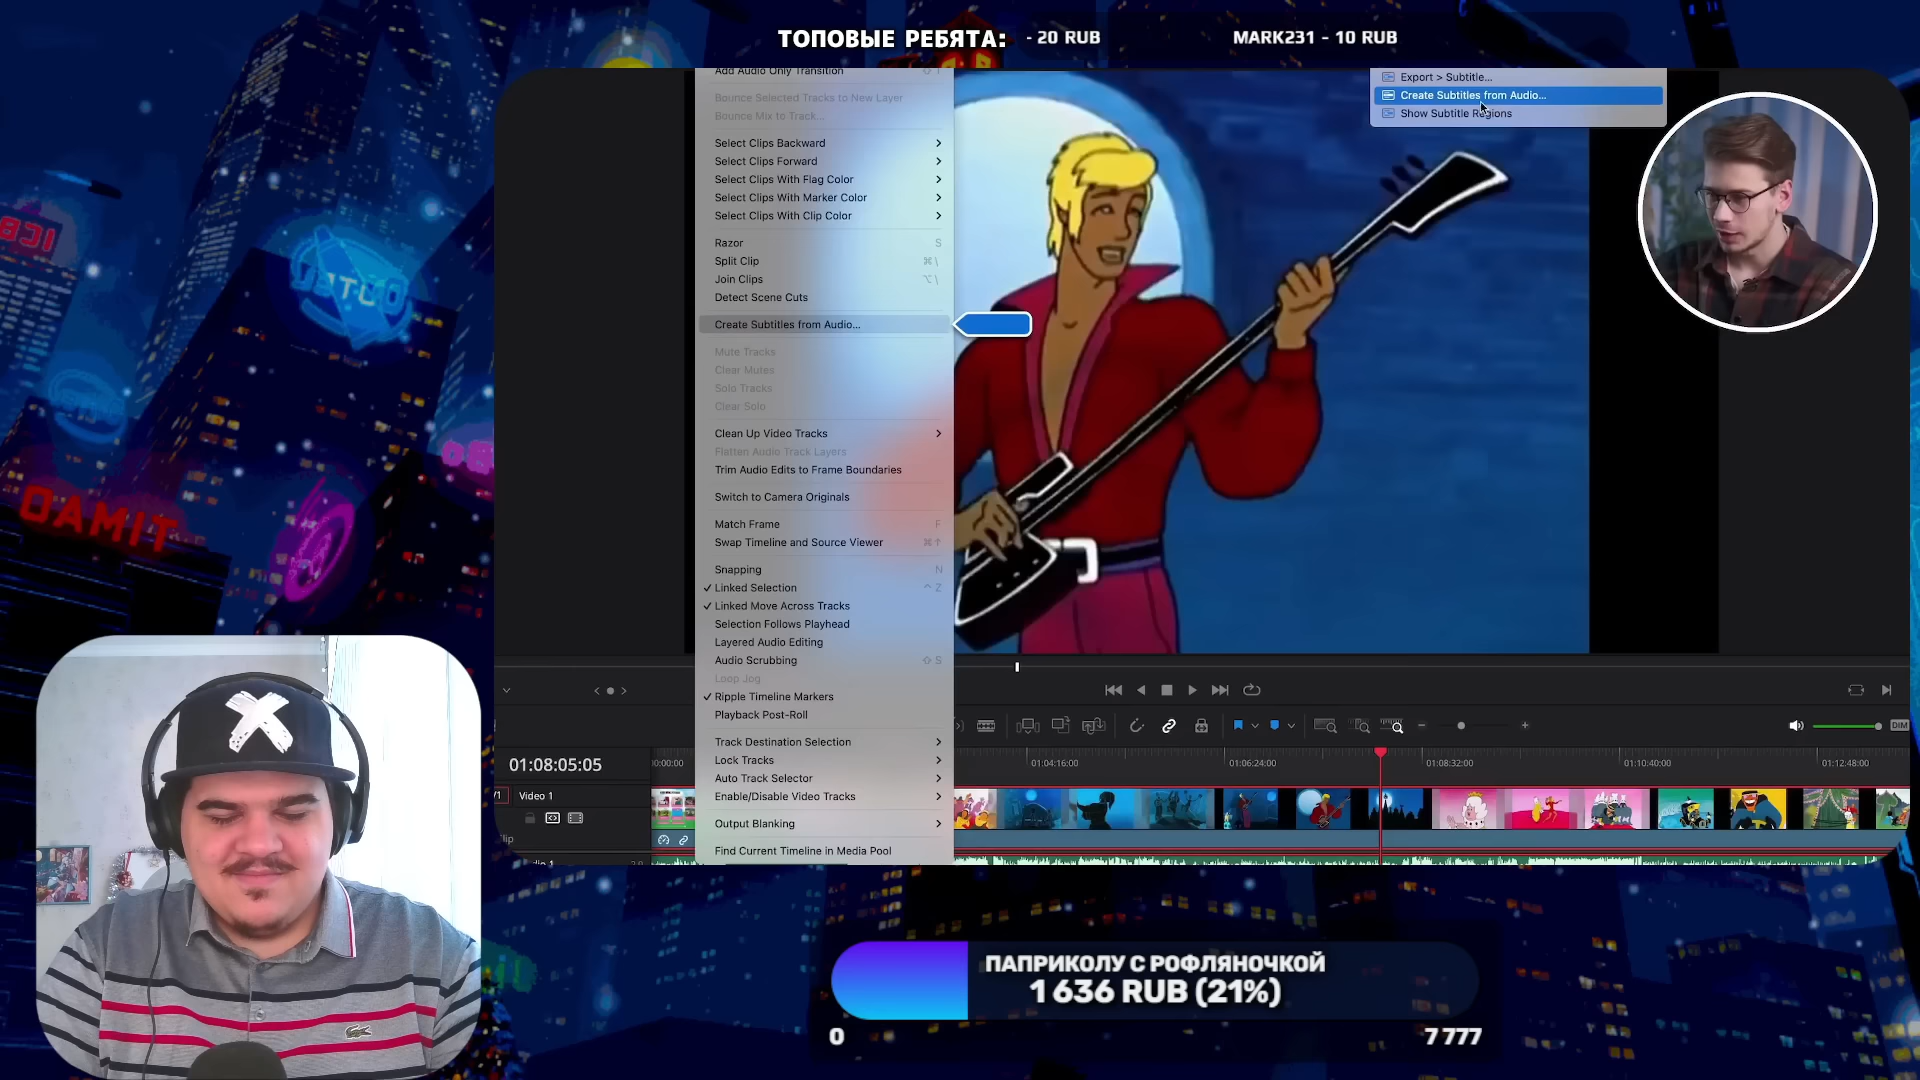 ТОПОВЫЕ РЕБЯТА: - 20 RUB MARK231 - 10 RUB
Add Audio Only Transition
Bounce Selected Tracks to New Layer
Bounce Mix to Track...
Select Clips Backward
Select Clips Forward
Select Clips With Flag Color
Select Clips With Marker Color
Select Clips With Clip Color
Razor S
Split Clip ⌘\
Join Clips ⌥\
Detect Scene Cuts
Create Subtitles from Audio...
Mute Tracks
Clear Mutes
Solo Tracks
Clear Solo
Clean Up Video Tracks
Flatten Audio Track Layers
Trim Audio Edits to Frame Boundaries
Switch to Camera Originals
Match Frame F
Swap Timeline and Source Viewer
Snapping N
Linked Selection ^ Z
Linked Move Across Tracks
Selection Follows Playhead
Layered Audio Editing
Audio Scrubbing ⇧ S
Loop Jog
Ripple Timeline Markers
Playback Post-Roll
Track Destination Selection
Lock Tracks
Auto Track Selector
Enable/Disable Video Tracks
Output Blanking
Find Current Timeline in Media Pool
Export > Subtitle...
Create Subtitles from Audio...
Show Subtitle Regions
DIM
01:08:05:05
01:04:16:00
01:06:24:00
01:08:32:00
01:10:40:00
01:12:48:00
Video 1
ПАПРИКОЛУ С РОФЛЯНОЧКОЙ
1 636 RUB (21%)
0
7 777
OAMIT